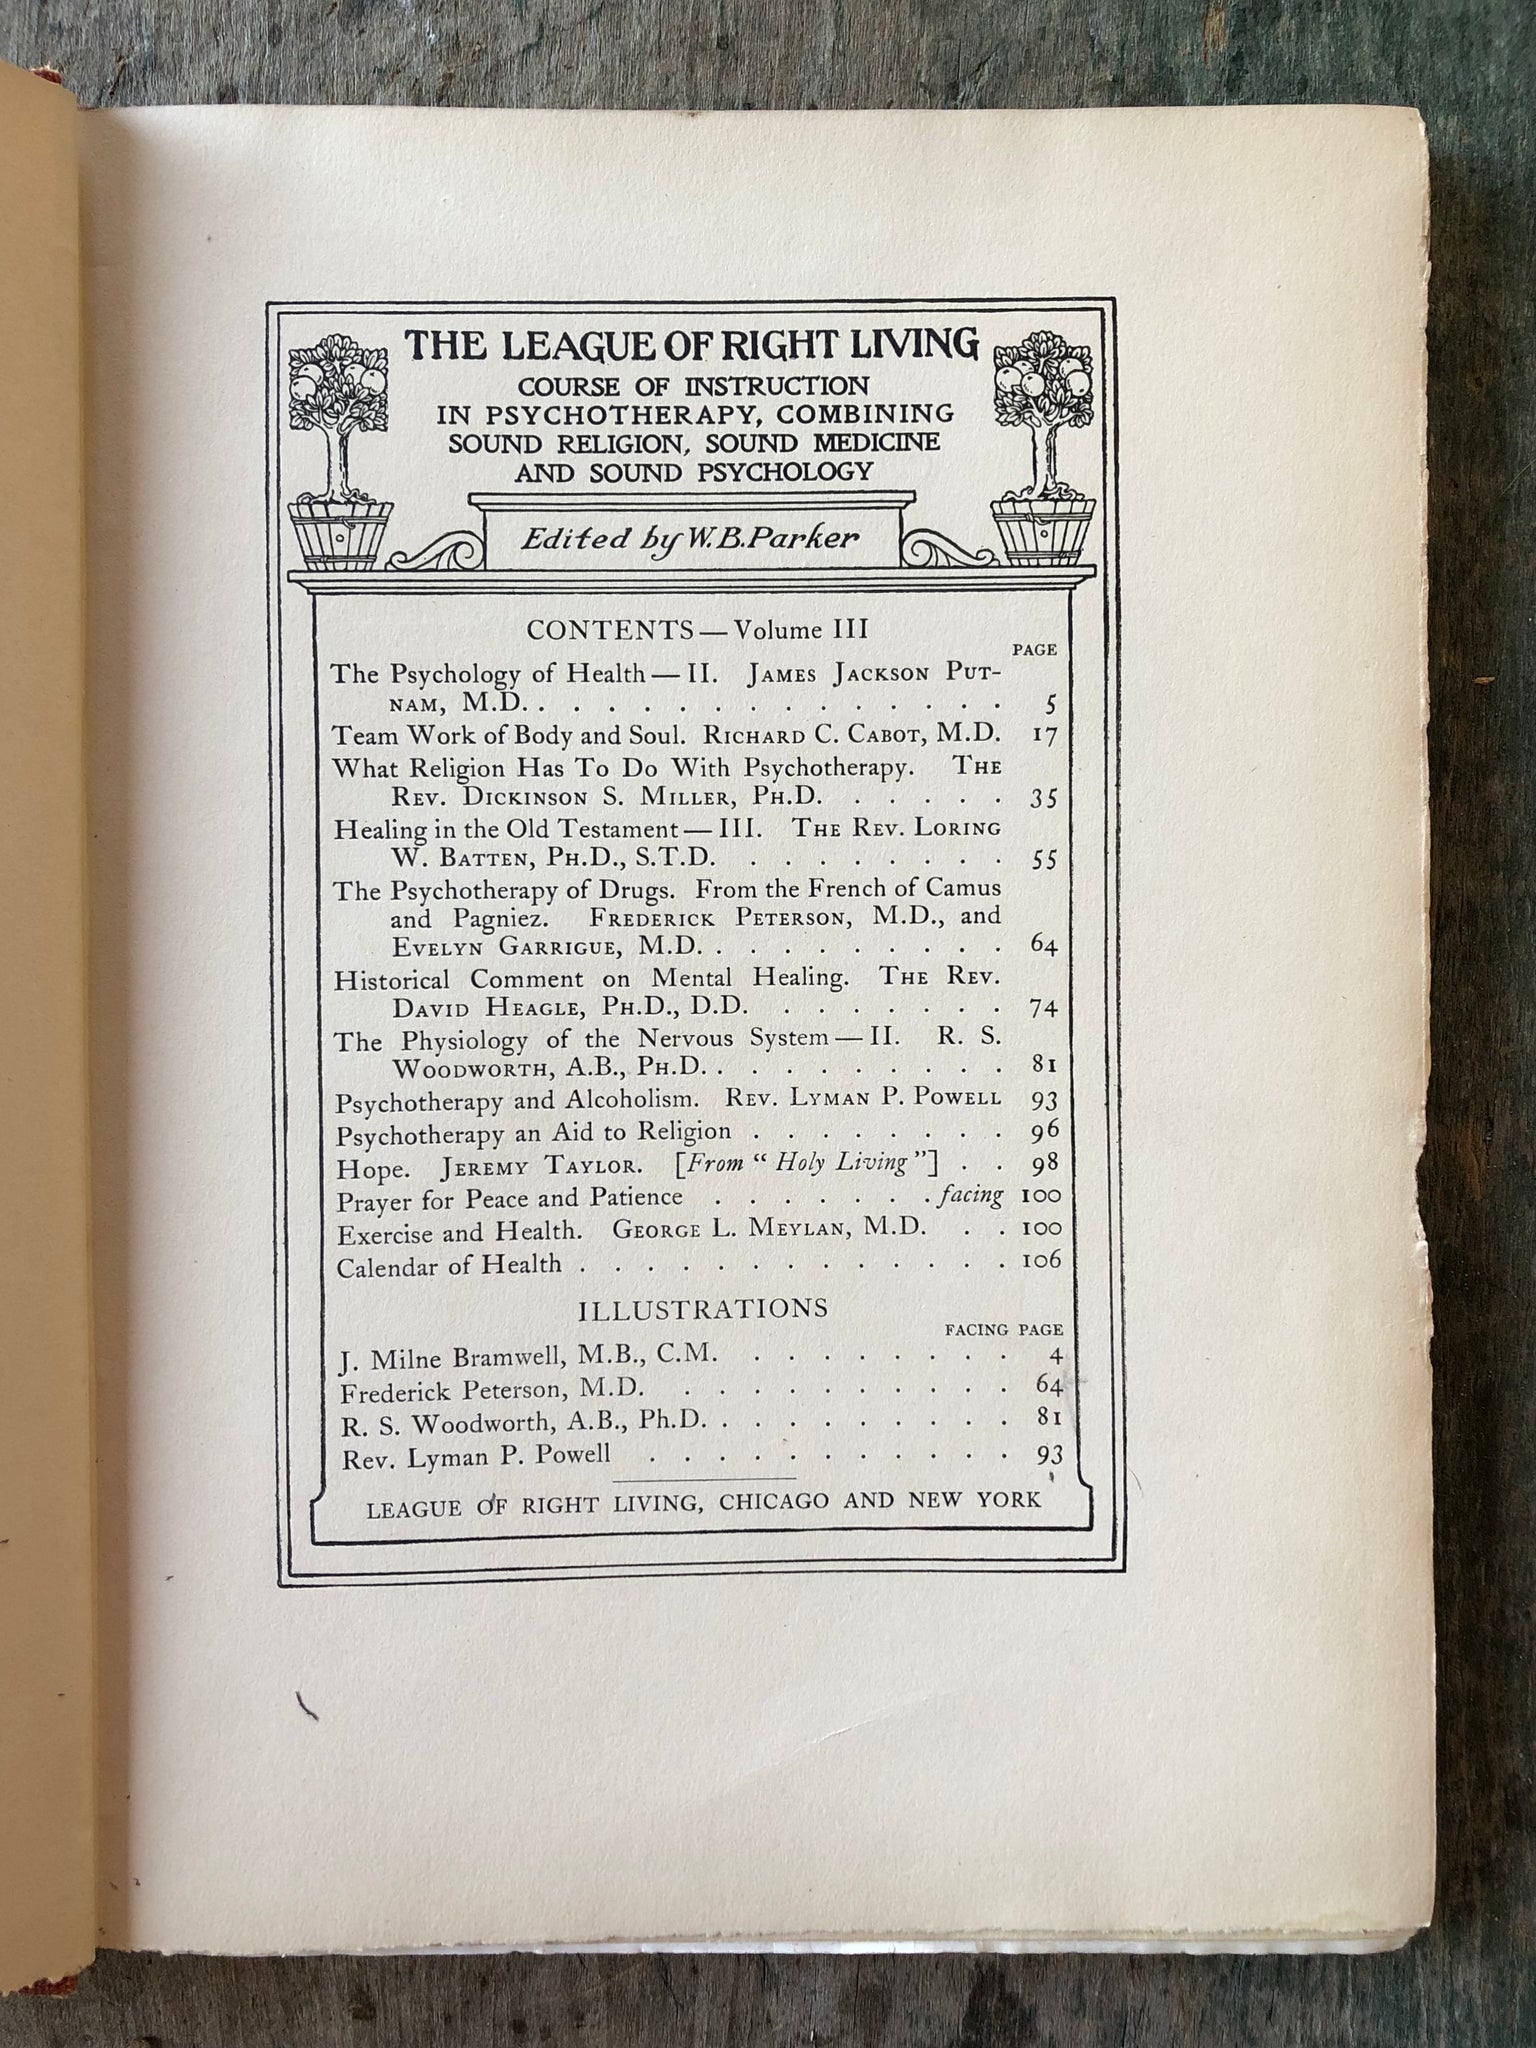 THE LEAGUE OF RIGHT LIVING
COURSE OF INSTRUCTION
IN PSYCHOTHERAPY, COMBINING
SOUND RELIGION, SOUND MEDICINE
AND SOUND PSYCHOLOGY
Edited by W. B. Parker
CONTENTS — Volume III
PAGE
The Psychology of Health — II. JAMES JACKSON PUT-
NAM, M.D. . . . . . . . . . . . . . 5
Team Work of Body and Soul. RICHARD C. CABOT, M.D. 17
What Religion Has To Do With Psychotherapy. THE
REV. DICKINSON S. MILLER, PH.D. . . . . . 35
Healing in the Old Testament — III. THE REV. LORING
W. BATTEN, PH.D., S.T.D. . . . . . . . . 55
The Psychotherapy of Drugs. From the French of Camus
and Pagniez. FREDERICK PETERSON, M.D., and
EVELYN GARRIGUE, M.D. . . . . . . . . . 64
Historical Comment on Mental Healing. THE REV.
DAVID HEAGLE, PH.D., D.D. . . . . . . . 74
The Physiology of the Nervous System — II. R. S.
WOODWORTH, A.B., PH.D. . . . . . . . . . 81
Psychotherapy and Alcoholism. REV. LYMAN P. POWELL 93
Psychotherapy an Aid to Religion . . . . . . . . 96
Hope. JEREMY TAYLOR. [From “ Holy Living ”] . . 98
Prayer for Peace and Patience . . . . . . . facing 100
Exercise and Health. GEORGE L. MEYLAN, M.D. . . 100
Calendar of Health . . . . . . . . . . . . . . 106
ILLUSTRATIONS
FACING PAGE
J. Milne Bramwell, M.B., C.M. . . . . . . . . 4
Frederick Peterson, M.D. . . . . . . . . . . 64
R. S. Woodworth, A.B., Ph.D. . . . . . . . . . 81
Rev. Lyman P. Powell . . . . . . . . . . . 93
LEAGUE OF RIGHT LIVING, CHICAGO AND NEW YORK